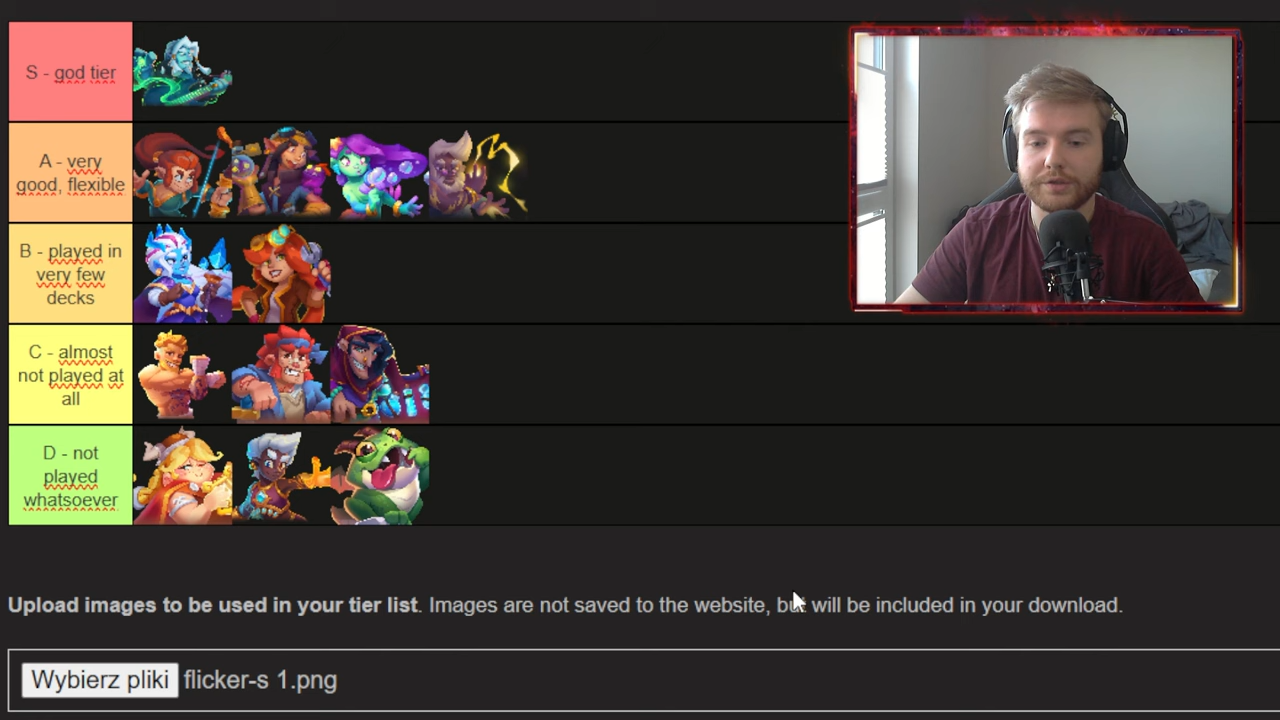 S - god tier
A - very
good, flexible
B - played in
very few
decks
C - almost
not played at
all
D - not
played
whatsoever
Upload images to be used in your tier list. Images are not saved to the website, but will be included in your download.
Wybierz pliki flicker-s 1.png